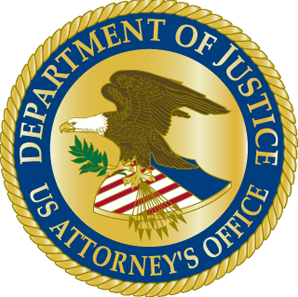 DEPARTMENT OF JUSTICE
US ATTORNEY'S OFFICE